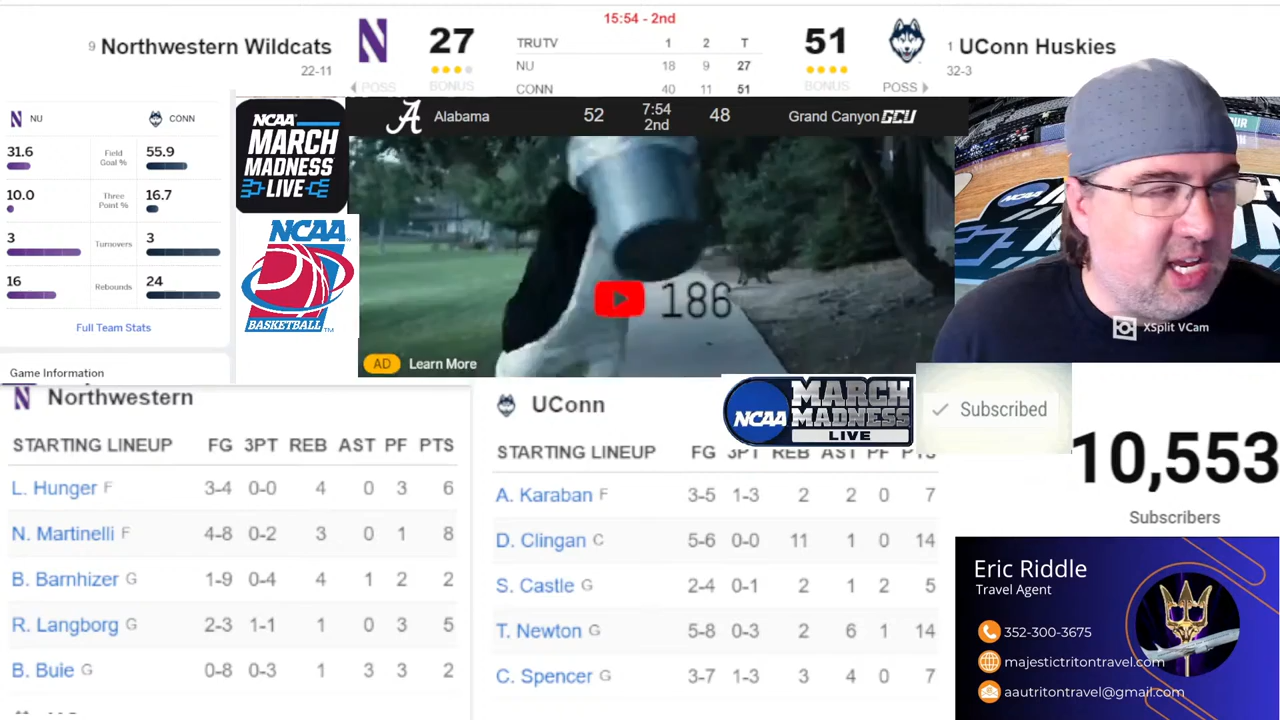 15:54 - 2nd
9 Northwestern Wildcats
22-11
N
27
BONUS
POSS
TRUTV 1 2 T
NU 18 9 27
CONN 40 11 51
51
BONUS
POSS
1 UConn Huskies
32-3
N NU CONN
31.6 Field Goal % 55.9
10.0 Three Point % 16.7
3 Turnovers 3
16 Rebounds 24
Full Team Stats
Game Information
NCAA
MARCH
MADNESS
LIVE
NCAA
BASKETBALL™
A Alabama 52 7:54 48 Grand Canyon GCU
2nd
186
AD Learn More
NCAA
XSplit VCam
N Northwestern
STARTING LINEUP FG 3PT REB AST PF PTS
L. Hunger F 3-4 0-0 4 0 3 6
N. Martinelli F 4-8 0-2 3 0 1 8
B. Barnhizer G 1-9 0-4 4 1 2 2
R. Langborg G 2-3 1-1 1 0 3 5
B. Buie G 0-8 0-3 1 3 3 2
UConn
STARTING LINEUP FG 3PT REB AST PF PTS
A. Karaban F 3-5 1-3 2 2 0 7
D. Clingan C 5-6 0-0 11 1 0 14
S. Castle G 2-4 0-1 2 1 2 5
T. Newton G 5-8 0-3 2 6 1 14
C. Spencer G 3-7 1-3 3 4 0 7
NCAA MARCH
MADNESS
LIVE
Subscribed
10,553
Subscribers
Eric Riddle
Travel Agent
352-300-3675
majestictritontravel.com
aautritontravel@gmail.com